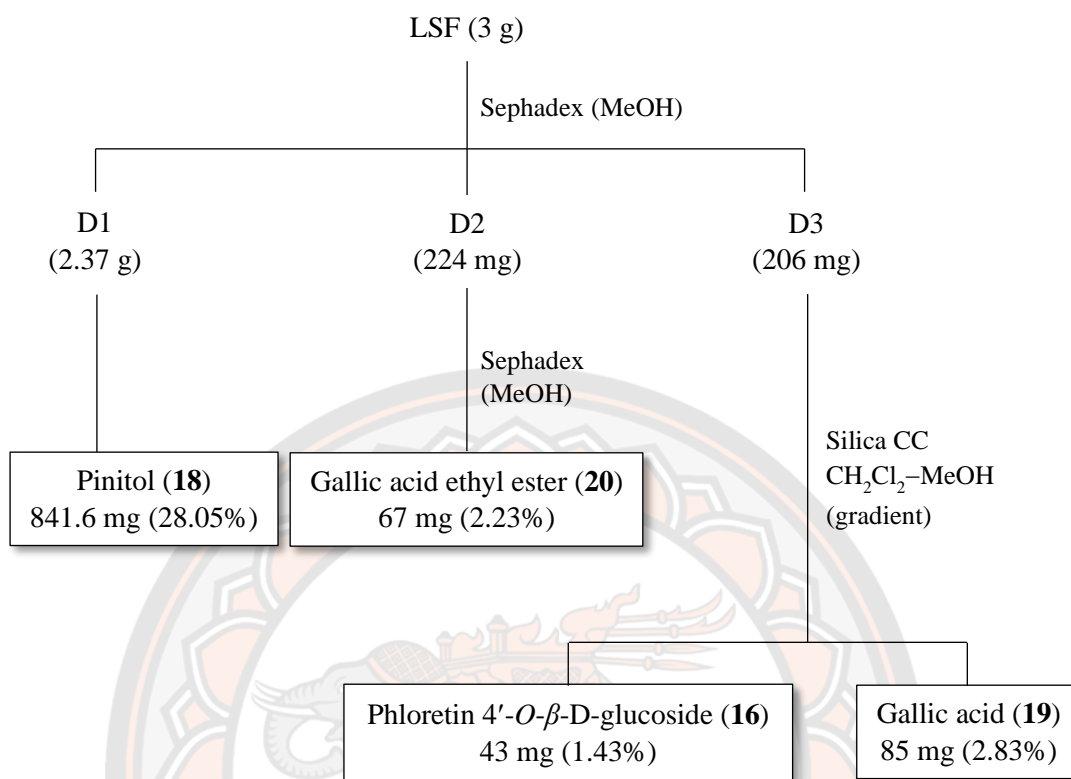 LSF (3 g)
Sephadex (MeOH)
D1
(2.37 g)
D2
(224 mg)
D3
(206 mg)
Sephadex
(MeOH)
Silica CC
CH₂Cl₂–MeOH
(gradient)
Pinitol (18)
841.6 mg (28.05%)
Gallic acid ethyl ester (20)
67 mg (2.23%)
Phloretin 4′-O-β-D-glucoside (16)
43 mg (1.43%)
Gallic acid (19)
85 mg (2.83%)